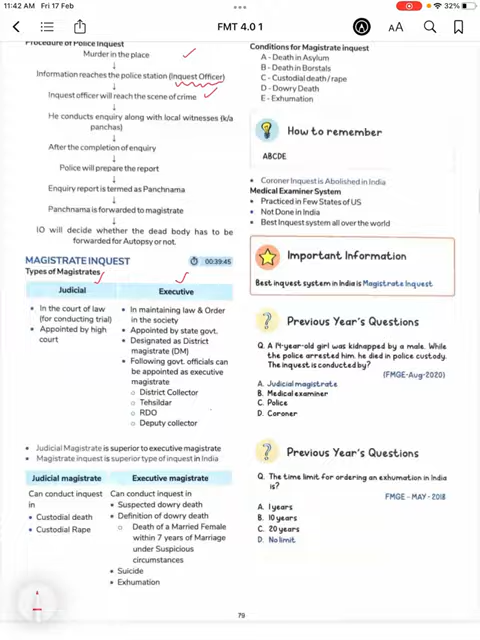 11:42 AM Fri 17 Feb
32%
FMT 4.0 1
AA
Procedure of Police Inquest
Murder in the place
↓
Information reaches the police station (Inquest Officer)
↓
Inquest officer will reach the scene of crime
↓
He conducts enquiry along with local witnesses (k/a
panchas)
↓
After the completion of enquiry
↓
Police will prepare the report
↓
Enquiry report is termed as Panchnama
↓
Panchnama is forwarded to magistrate
↓
IO will decide whether the dead body has to be
forwarded for Autopsy or not.
MAGISTRATE INQUEST
00:39:45
Types of Magistrates
Judicial
Executive
• In the court of law
(for conducting trial)
• Appointed by high
court
• In maintaining law & Order
in the society
• Appointed by state govt.
• Designated as District
magistrate (DM)
• Following govt. officials can
be appointed as executive
magistrate
○ District Collector
○ Tehsildar
○ RDO
○ Deputy collector
• Judicial Magistrate is superior to executive magistrate
• Magistrate inquest is superior type of inquest in India
Judicial magistrate
Executive magistrate
Can conduct inquest
in
• Custodial death
• Custodial Rape
Can conduct inquest in
• Suspected dowry death
• Definition of dowry death
○ Death of a Married Female
within 7 years of Marriage
under Suspicious
circumstances
• Suicide
• Exhumation
Conditions for Magistrate inquest
A - Death in Asylum
B - Death in Borstals
C - Custodial death/rape
D - Dowry Death
E - Exhumation
How to remember
ABCDE
• Coroner Inquest is Abolished in India
Medical Examiner System
• Practiced in Few States of US
• Not Done in India
• Best Inquest system all over the world
Important Information
Best inquest system in India is Magistrate Inquest
Previous Year's Questions
Q. A 14-year-old girl was kidnapped by a male. While
the police arrested him, he died in police custody.
The inquest is conducted by?
(FMGE-Aug-2020)
A. Judicial magistrate
B. Medical examiner
C. Police
D. Coroner
Previous Year's Questions
Q. The time limit for ordering an exhumation in India
is?
FMGE - MAY - 2018
A. 1 years
B. 10 years
C. 20 years
D. No limit
79